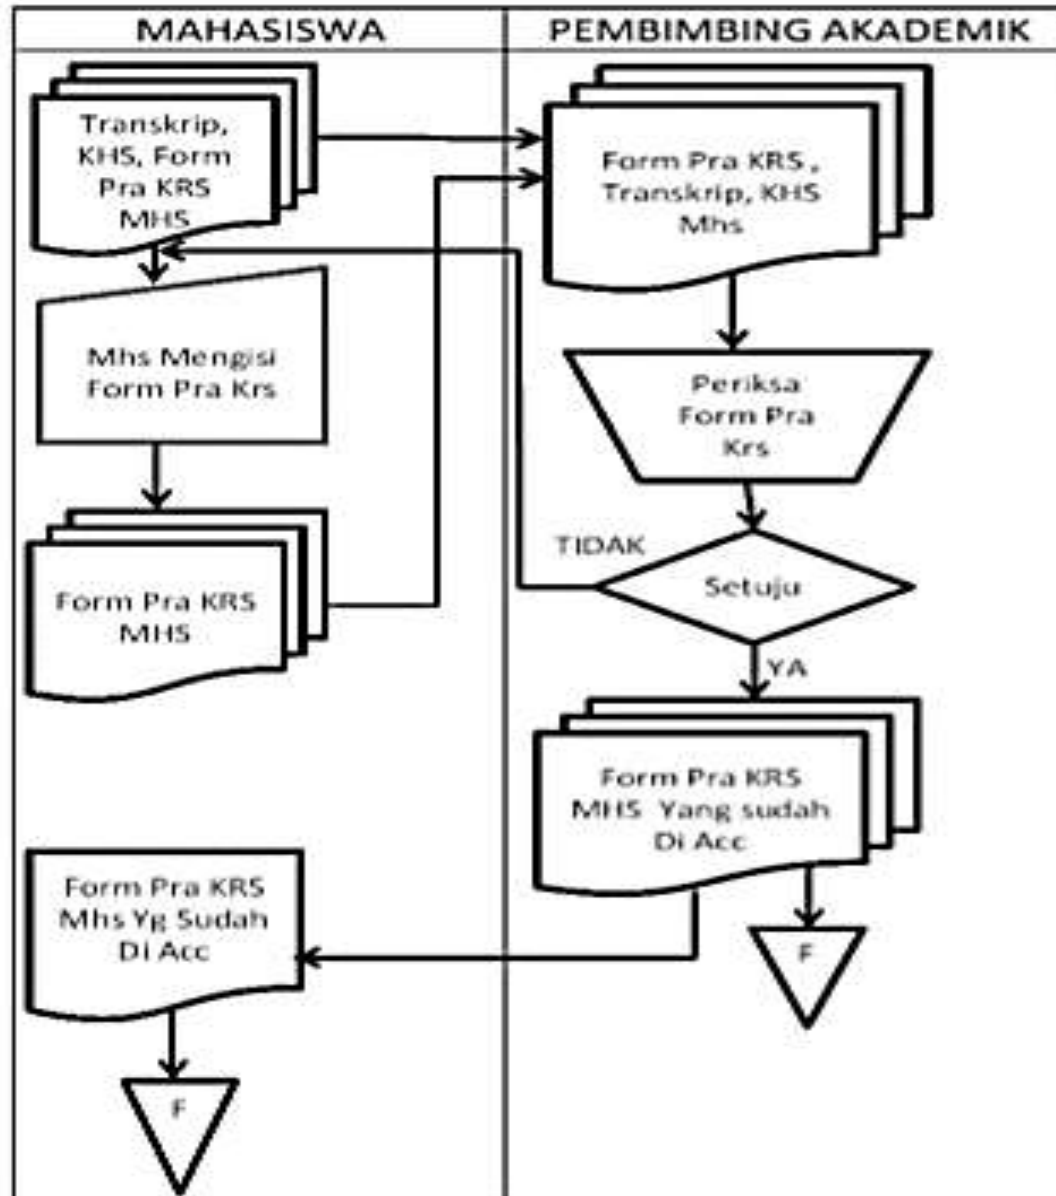 MAHASISWA
PEMBIMBING AKADEMIK
Transkrip,
KHS, Form
Pra KRS
MHS
Form Pra KRS ,
Transkrip, KHS
Mhs
Mhs Mengisi
Form Pra Krs
Periksa
Form Pra
Krs
TIDAK
Setuju
Form Pra KRS
MHS
YA
Form Pra KRS
MHS Yang sudah
Di Acc
Form Pra KRS
Mhs Yg Sudah
Di Acc
F
F